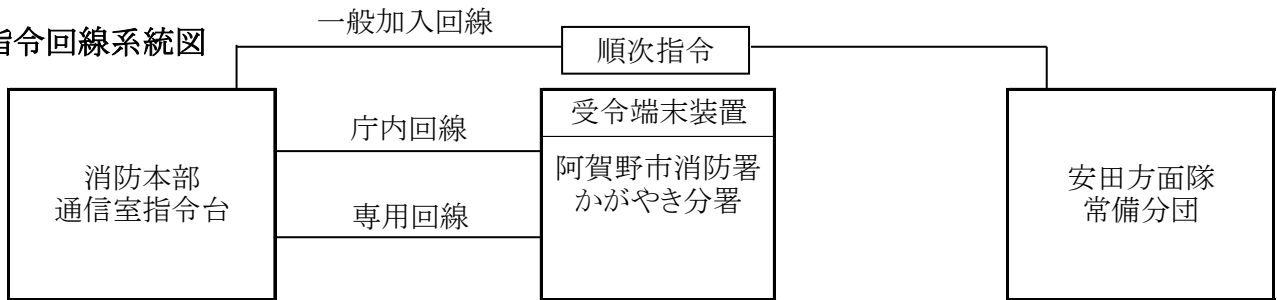 指令回線系統図
一般加入回線
順次指令
消防本部
通信室指令台
庁内回線
専用回線
受令端末装置
阿賀野市消防署
かがやき分署
安田方面隊
常備分団